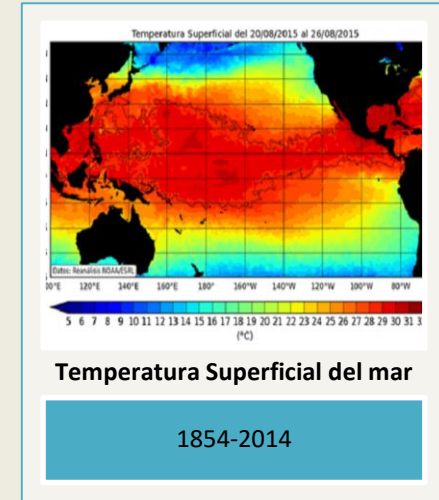 Temperatura Superficial del 20/08/2015 al 26/08/2015
Datos: Reanálisis NOAA/ESRL
120°E 140°E 160°E 180° 160°W 140°W 120°W 100°W 80°W
5 6 7 8 9 10 11 12 13 14 15 16 17 18 19 20 21 22 23 24 25 26 27 28 29 30 31
(°C)
Temperatura Superficial del mar
1854-2014